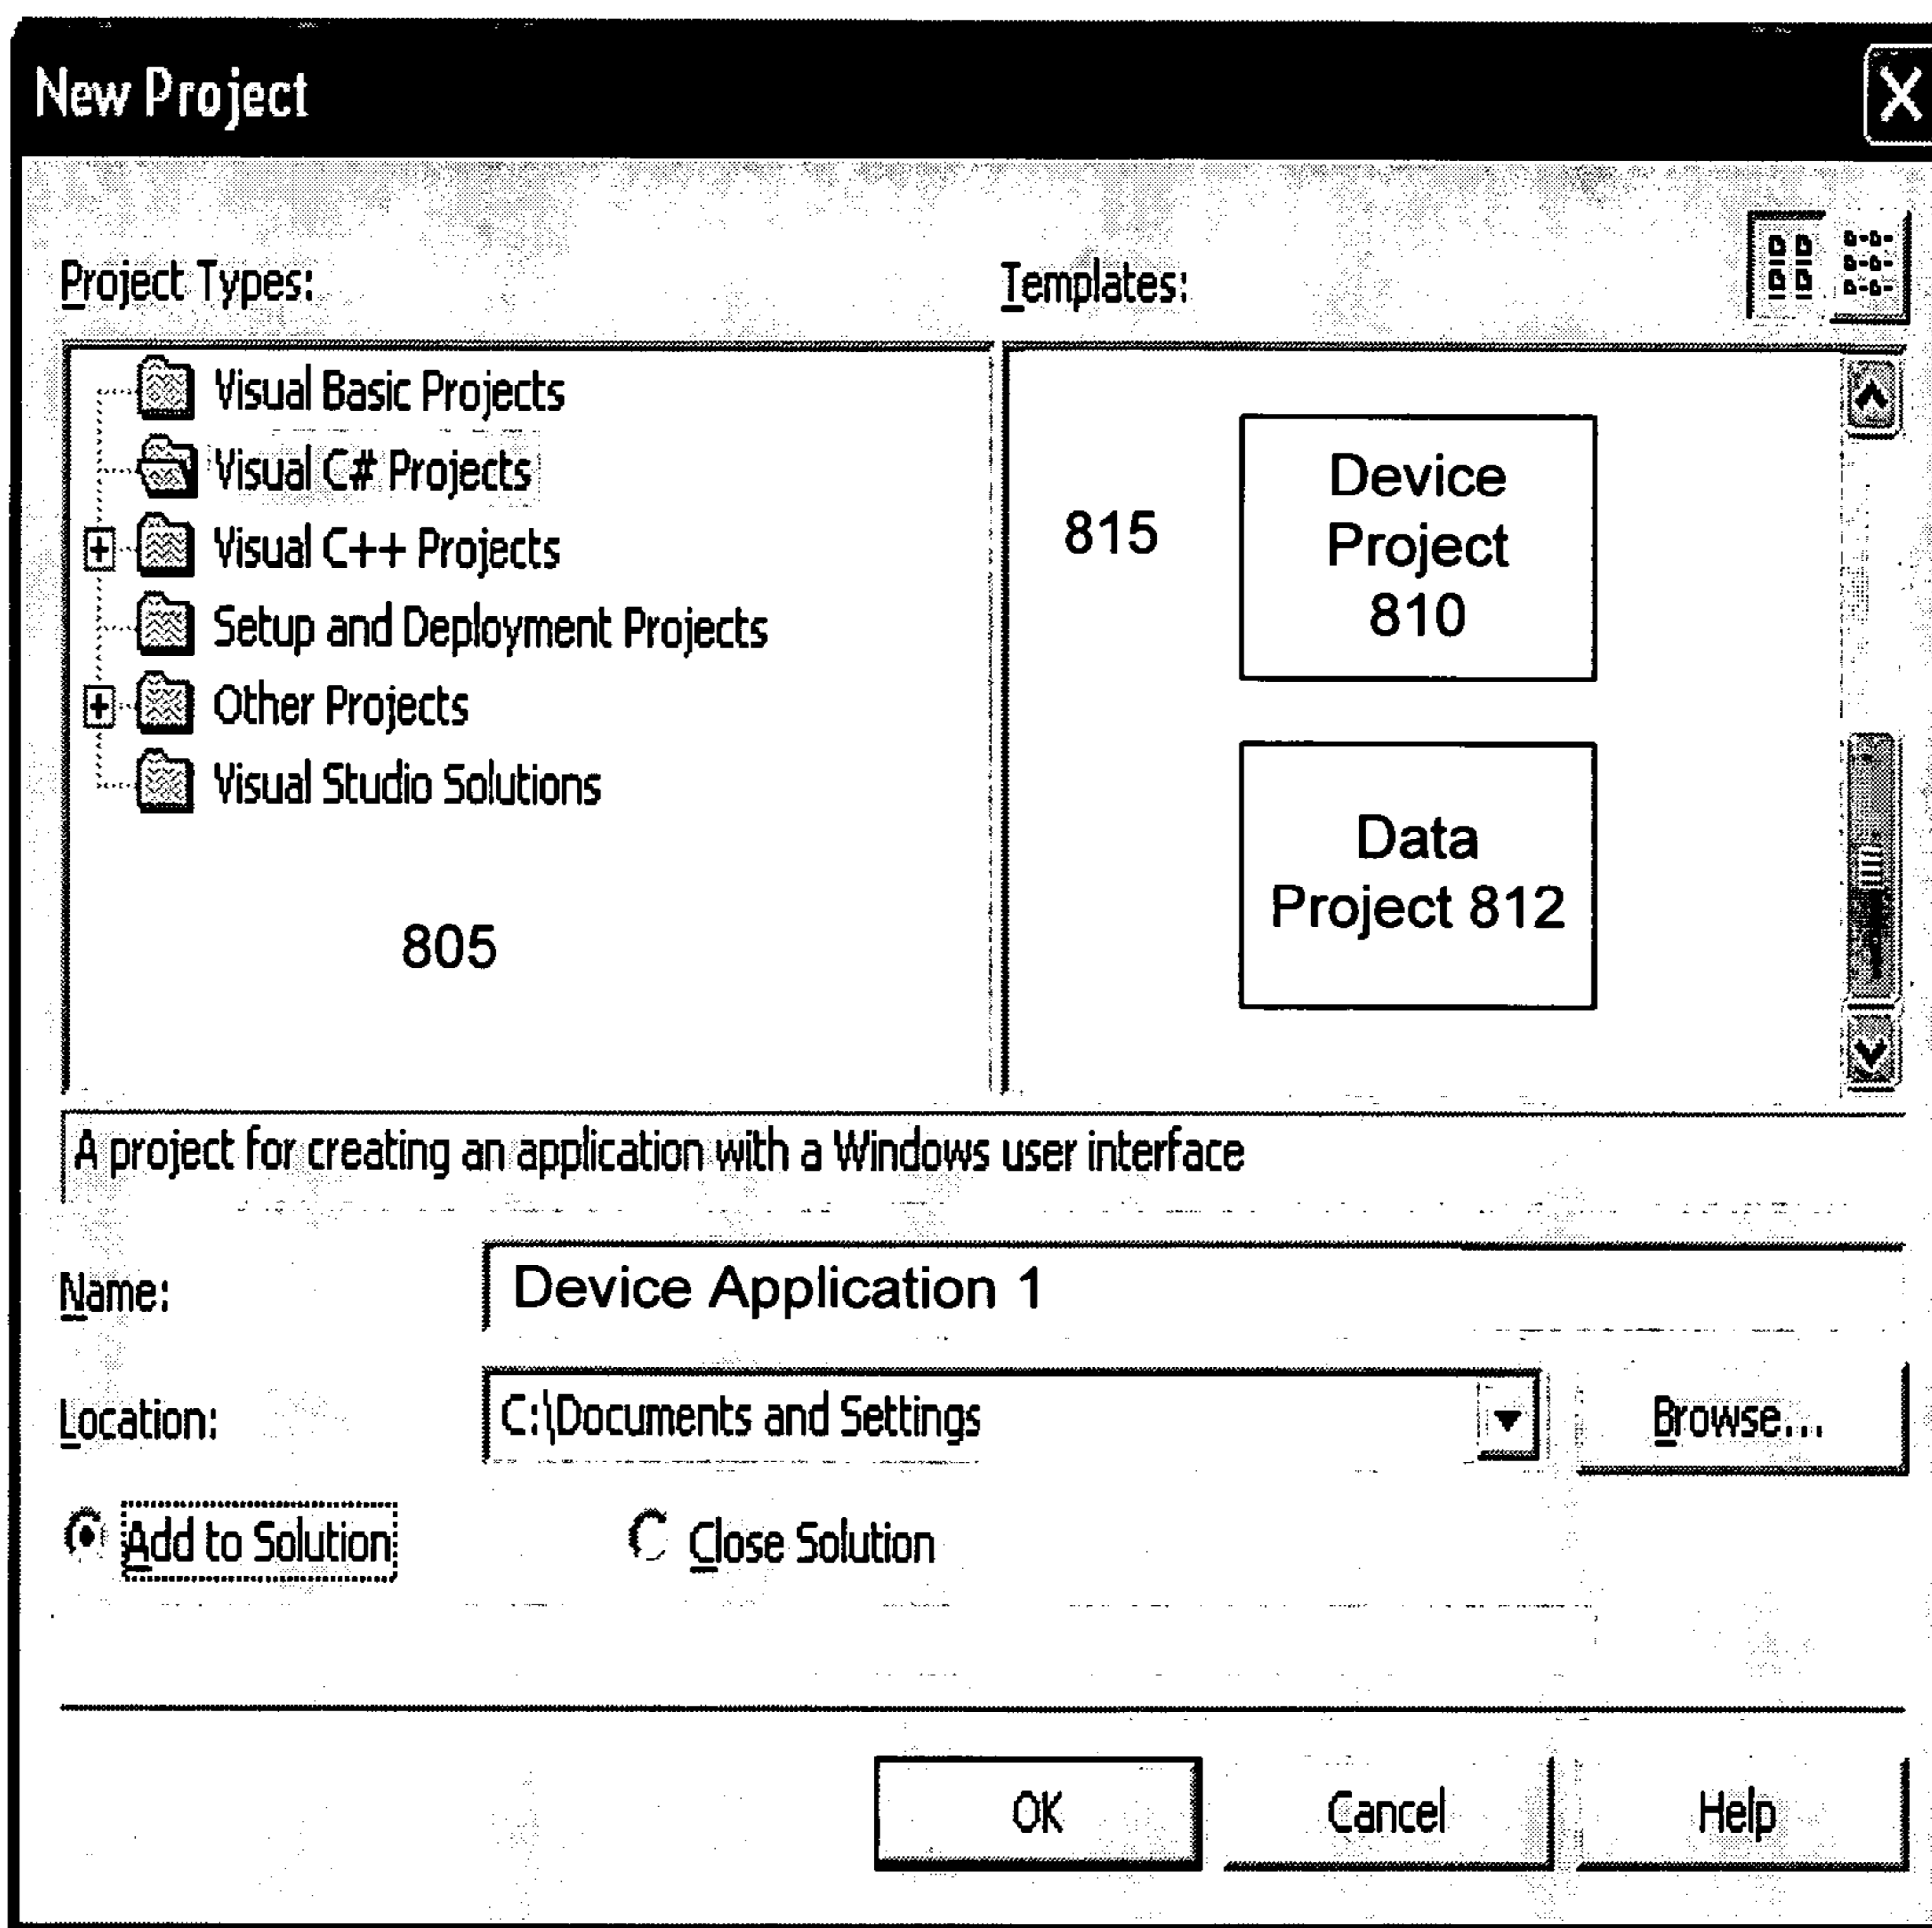 New Project
Project Types:
Templates:
Visual Basic Projects
Visual C# Projects
Visual C++ Projects
Setup and Deployment Projects
Other Projects
Visual Studio Solutions
805
815
Device
Project
810
Data
Project 812
A project for creating an application with a Windows user interface
Name:
Device Application 1
Location:
C:\Documents and Settings
Browse...
Add to Solution
Close Solution
OK
Cancel
Help